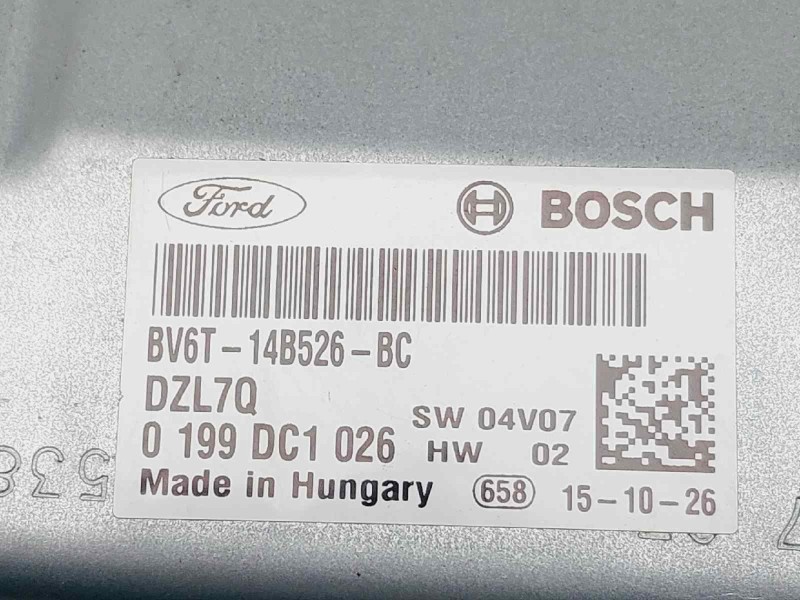 Ford BOSCH
BV6T-14B526-BC
DZL7Q
SW 04V07
0 199 DC1 026 HW 02
Made in Hungary 658 15-10-26